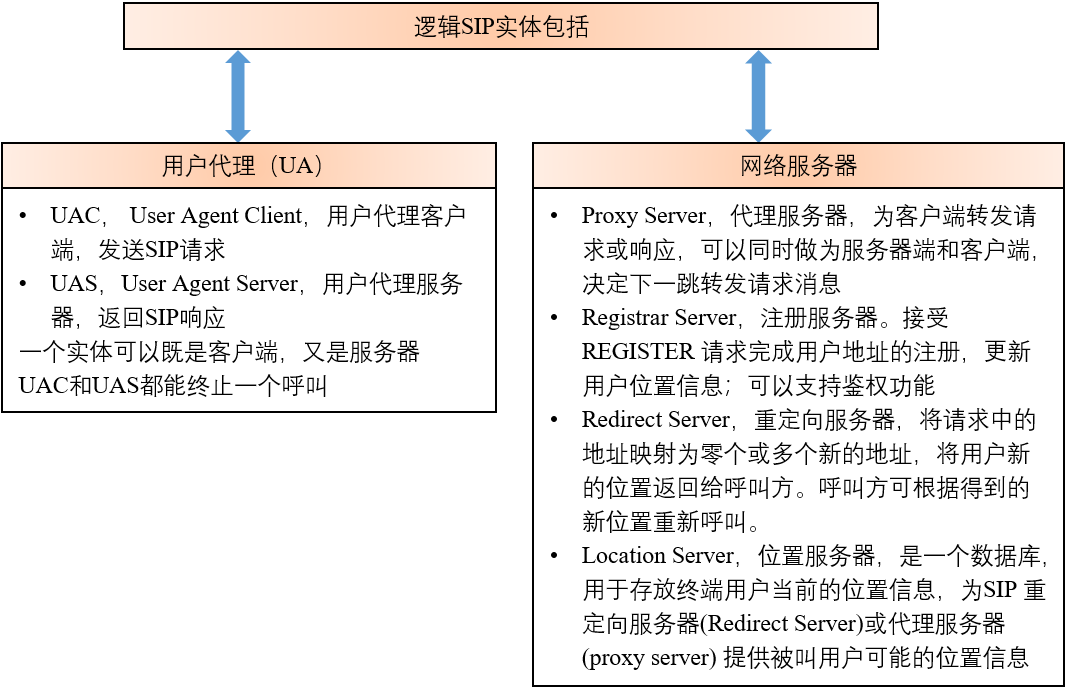 逻辑SIP实体包括
用户代理（UA）
• UAC， User Agent Client，用户代理客户
端，发送SIP请求
• UAS，User Agent Server，用户代理服务
器，返回SIP响应
一个实体可以既是客户端，又是服务器
UAC和UAS都能终止一个呼叫
网络服务器
• Proxy Server，代理服务器，为客户端转发请
求或响应，可以同时做为服务器端和客户端，
决定下一跳转发请求消息
• Registrar Server，注册服务器。接受
REGISTER 请求完成用户地址的注册，更新
用户位置信息；可以支持鉴权功能
• Redirect Server，重定向服务器，将请求中的
地址映射为零个或多个新的地址，将用户新
的位置返回给呼叫方。呼叫方可根据得到的
新位置重新呼叫。
• Location Server，位置服务器，是一个数据库，
用于存放终端用户当前的位置信息，为SIP 重
定向服务器(Redirect Server)或代理服务器
(proxy server) 提供被叫用户可能的位置信息